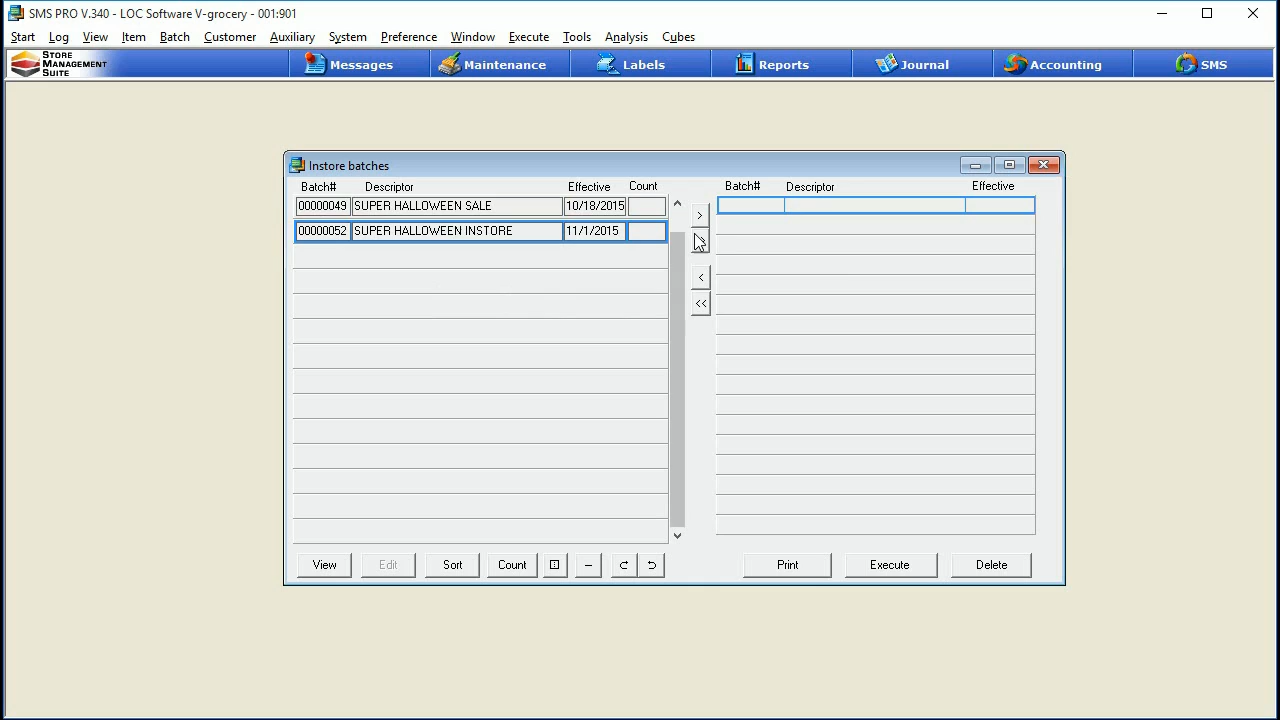 SMS PRO V.340 - LOC Software V-grocery - 001:901
Start Log View Item Batch Customer Auxiliary System Preference Window Execute Tools Analysis Cubes
STORE MANAGEMENT SUITE Messages Maintenance Labels Reports Journal Accounting SMS
Instore batches
Batch# Descriptor Effective Count Batch# Descriptor Effective
00000049 SUPER HALLOWEEN SALE 10/18/2015
>
00000052 SUPER HALLOWEEN INSTORE 11/1/2015
<
<<
View Edit Sort Count Print Execute Delete